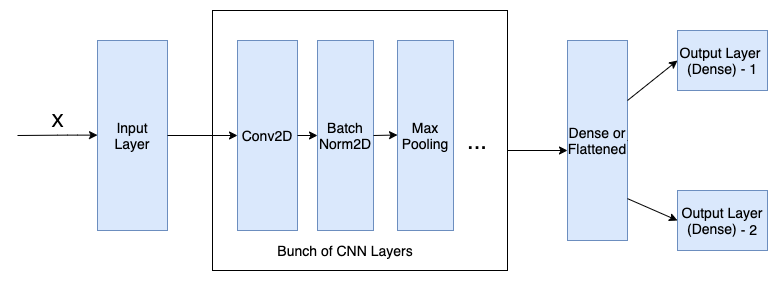 X
Input
Layer
Conv2D
Batch
Norm2D
Max
Pooling
...
Bunch of CNN Layers
Dense or
Flattened
Output Layer
(Dense) - 1
Output Layer
(Dense) - 2